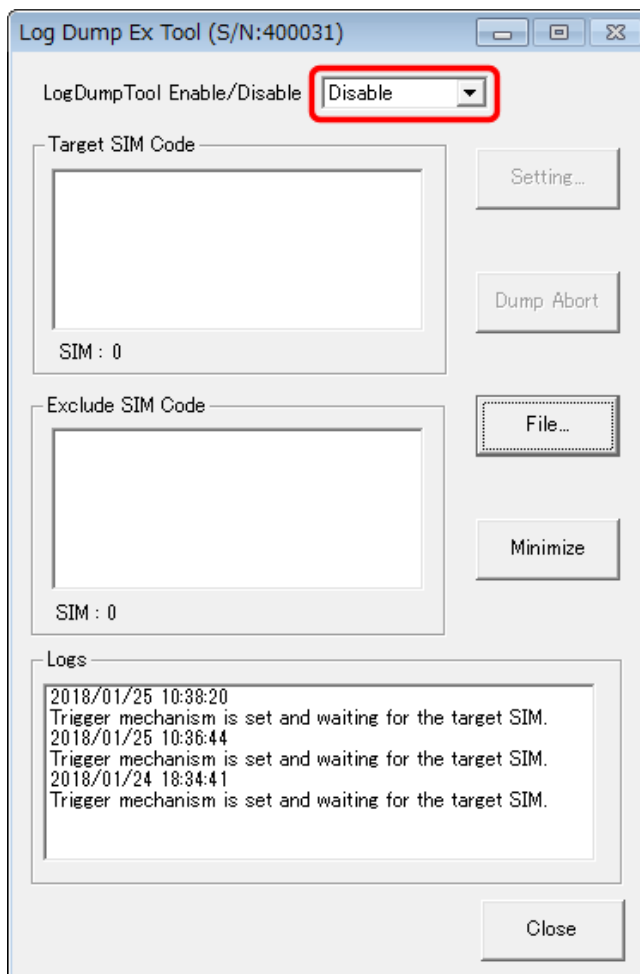 Log Dump Ex Tool (S/N:400031)
LogDumpTool Enable/Disable
Disable
Target SIM Code
Setting...
Dump Abort
SIM : 0
Exclude SIM Code
File...
Minimize
SIM : 0
Logs
2018/01/25 10:38:20
Trigger mechanism is set and waiting for the target SIM.
2018/01/25 10:36:44
Trigger mechanism is set and waiting for the target SIM.
2018/01/24 18:34:41
Trigger mechanism is set and waiting for the target SIM.
Close